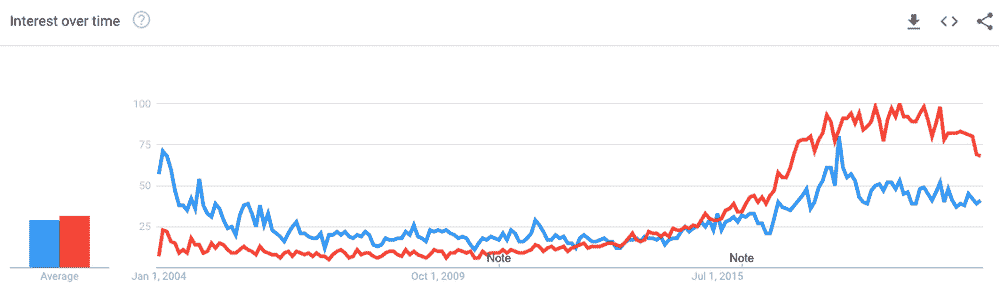 Interest over time
100
75
50
25
Note
Note
Average
Jan 1, 2004
Oct 1, 2009
Jul 1, 2015